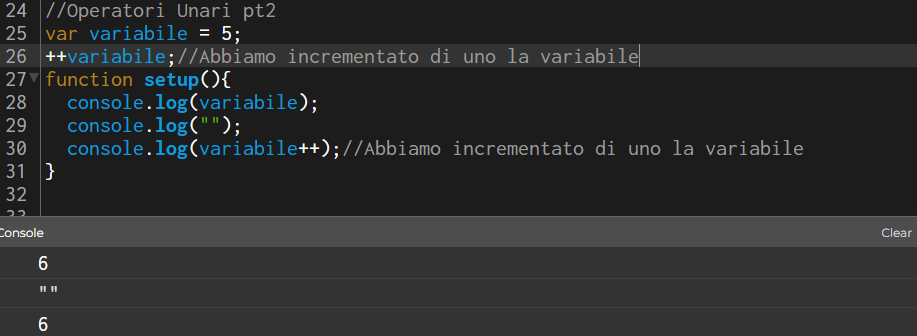 24 //Operatori Unari pt2
25 var variabile = 5;
26 ++variabile;//Abbiamo incrementato di uno la variabile
27 function setup(){
28 console.log(variabile);
29 console.log("");
30 console.log(variabile++);//Abbiamo incrementato di uno la variabile
31 }
32
33
Console Clear
6
""
6